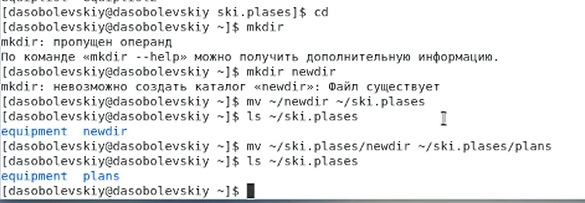 [dasobolevskiy@dasobolevskiy ski.plases]$ cd
[dasobolevskiy@dasobolevskiy ~]$ mkdir
mkdir: пропущен операнд
По команде «mkdir --help» можно получить дополнительную информацию.
[dasobolevskiy@dasobolevskiy ~]$ mkdir newdir
mkdir: невозможно создать каталог «newdir»: Файл существует
[dasobolevskiy@dasobolevskiy ~]$ mv ~/newdir ~/ski.plases
[dasobolevskiy@dasobolevskiy ~]$ ls ~/ski.plases
equipment  newdir
[dasobolevskiy@dasobolevskiy ~]$ mv ~/ski.plases/newdir ~/ski.plases/plans
[dasobolevskiy@dasobolevskiy ~]$ ls ~/ski.plases
equipment  plans
[dasobolevskiy@dasobolevskiy ~]$